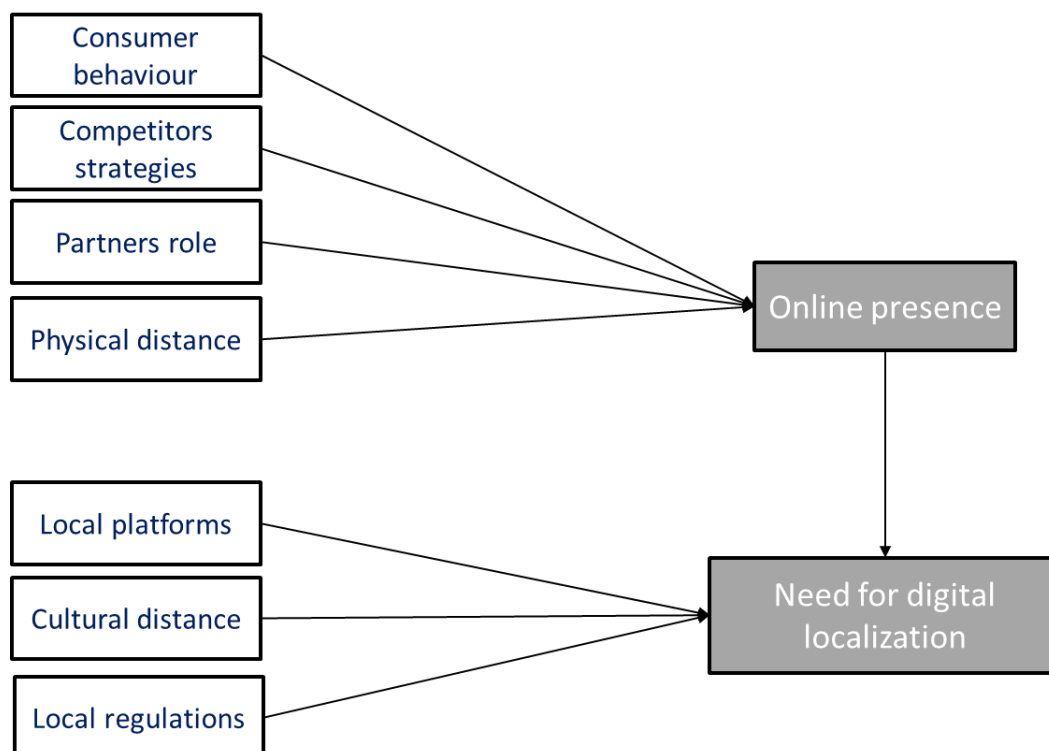 Consumer
behaviour
Competitors
strategies
Partners role
Physical distance
Online presence
Local platforms
Cultural distance
Local regulations
Need for digital
localization